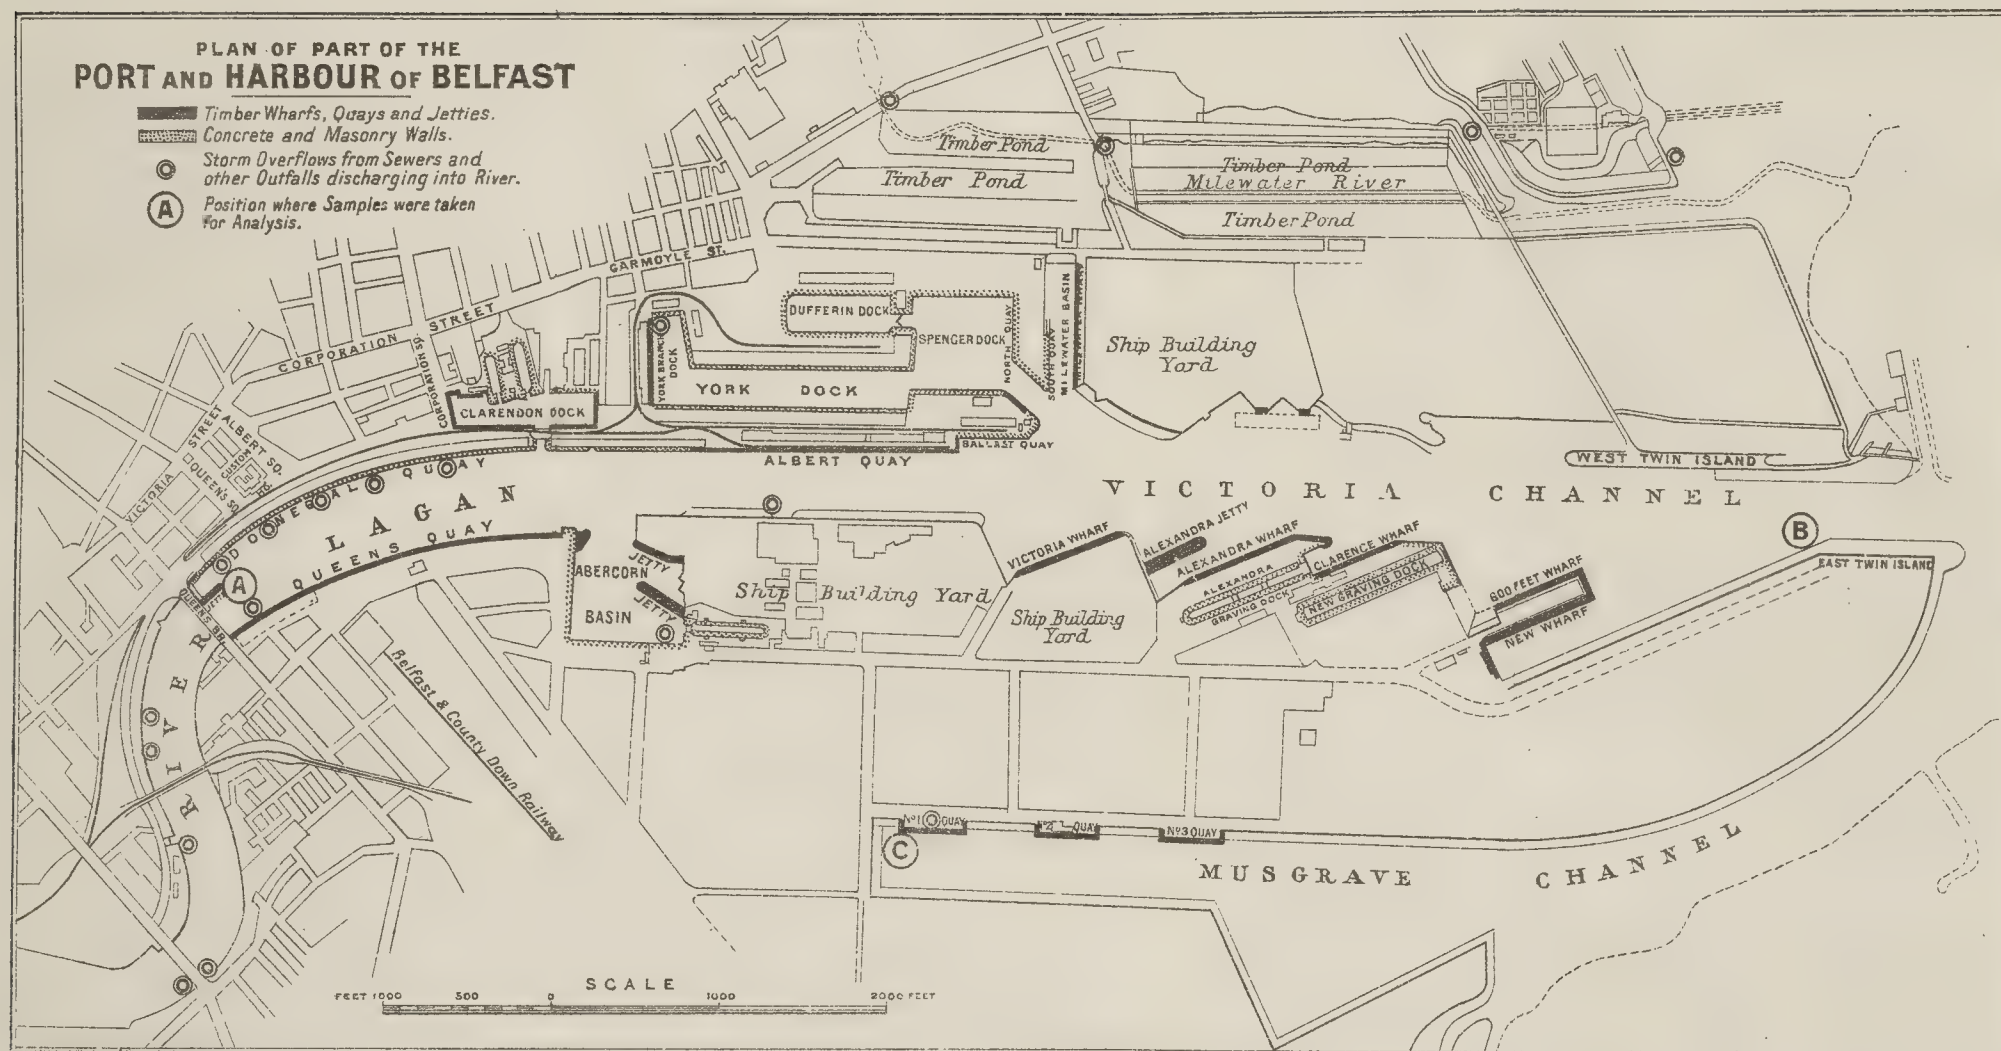 PLAN OF PART OF THE
PORT AND HARBOUR OF BELFAST
Timber Wharfs, Quays and Jetties.
Concrete and Masonry Walls.
Storm Overflows from Sewers and
other Outfalls discharging into River.
A
Position where Samples were taken
for Analysis.
Timber Pond
Timber Pond
Timber Pond
Milewater River
Timber Pond
GARMOYLE ST.
CORPORATION STREET
CORPORATION SQ.
CLARENDON DOCK
DUFFERIN DOCK
SPENCER DOCK
NORTH QUAY
SOUTH QUAY
MILEWATER BASIN
MILEWATER WHARF
YORK BRANCH
DOCK
YORK DOCK
Ship Building
Yard
BALLAST QUAY
ALBERT QUAY
WEST TWIN ISLAND
VICTORIA STREET
ALBERT SQ.
CUSTOM HO.
QUEEN'S SQ.
DONEGAL QUAY
RIVER LAGAN
QUEENS QUAY
A
QUEENS BR.
VICTORIA CHANNEL
ABERCORN
BASIN
JETTY
JETTY
Ship Building Yard
VICTORIA WHARF
ALEXANDRA JETTY
ALEXANDRA WHARF
CLARENCE WHARF
Ship Building
Yard
ALEXANDRA
GRAVING DOCK
NEW GRAVING DOCK
600 FEET WHARF
NEW WHARF
B
EAST TWIN ISLAND
Belfast & County Down Railway
No1 QUAY
No2 QUAY
No3 QUAY
C
MUSGRAVE CHANNEL
SCALE
FEET 1000 500 0 1000 2000 FEET